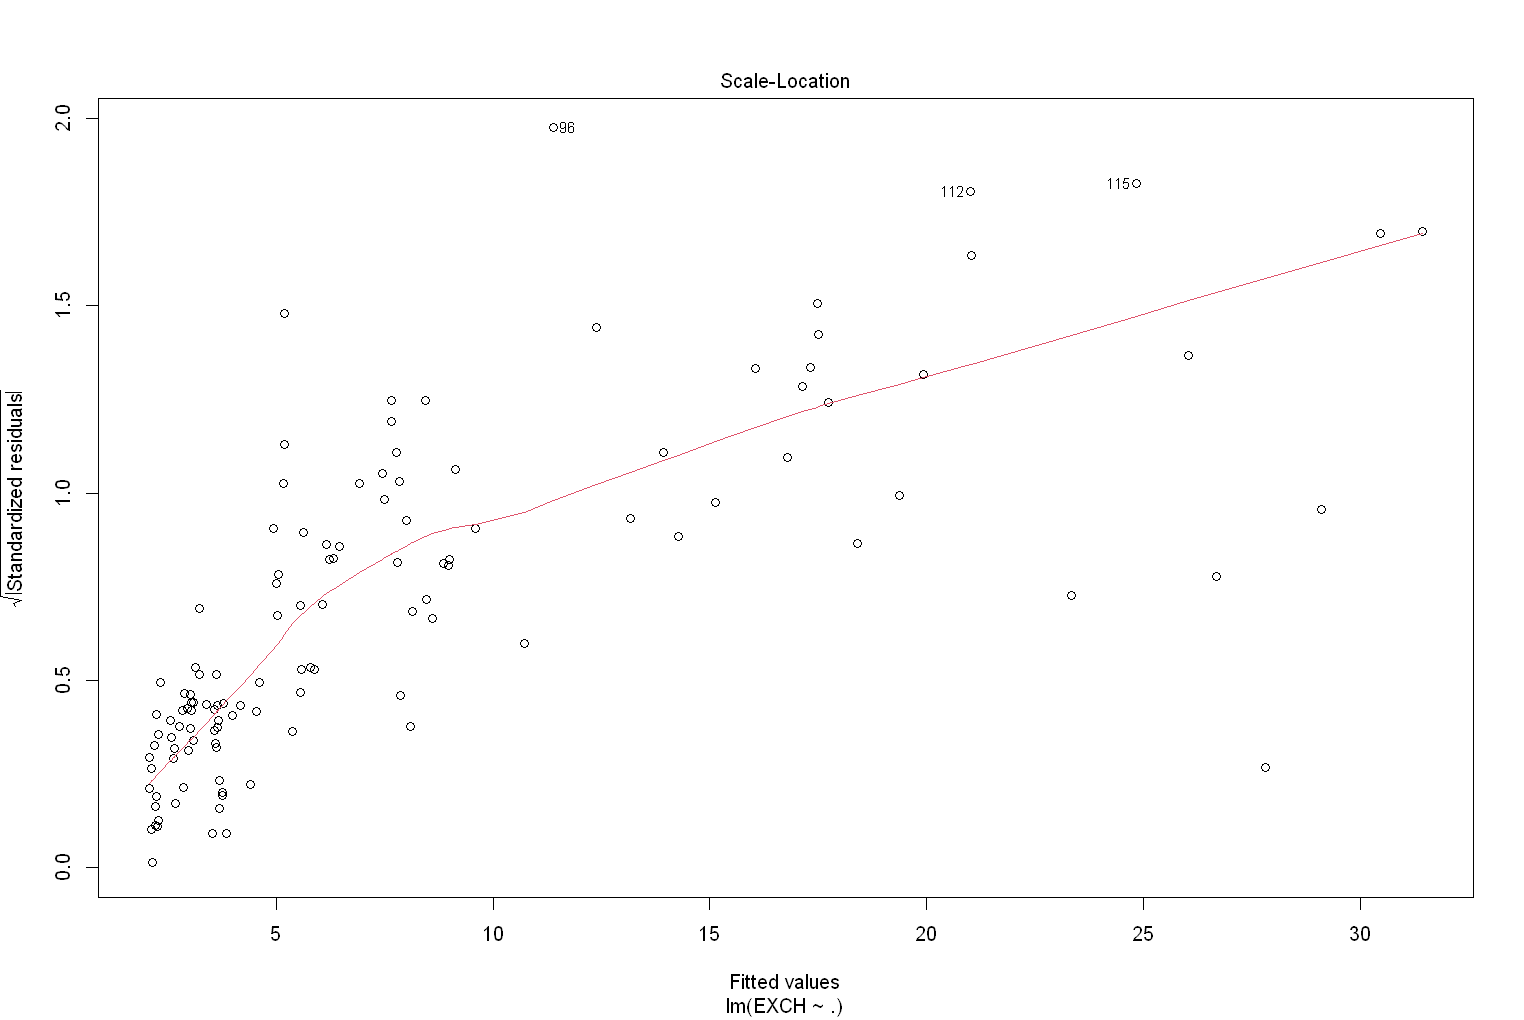 Scale-Location
√|Standardized residuals|
2.0
1.5
1.0
0.5
0.0
96
112
115
5 10 15 20 25 30
Fitted values
lm(EXCH ~ .)